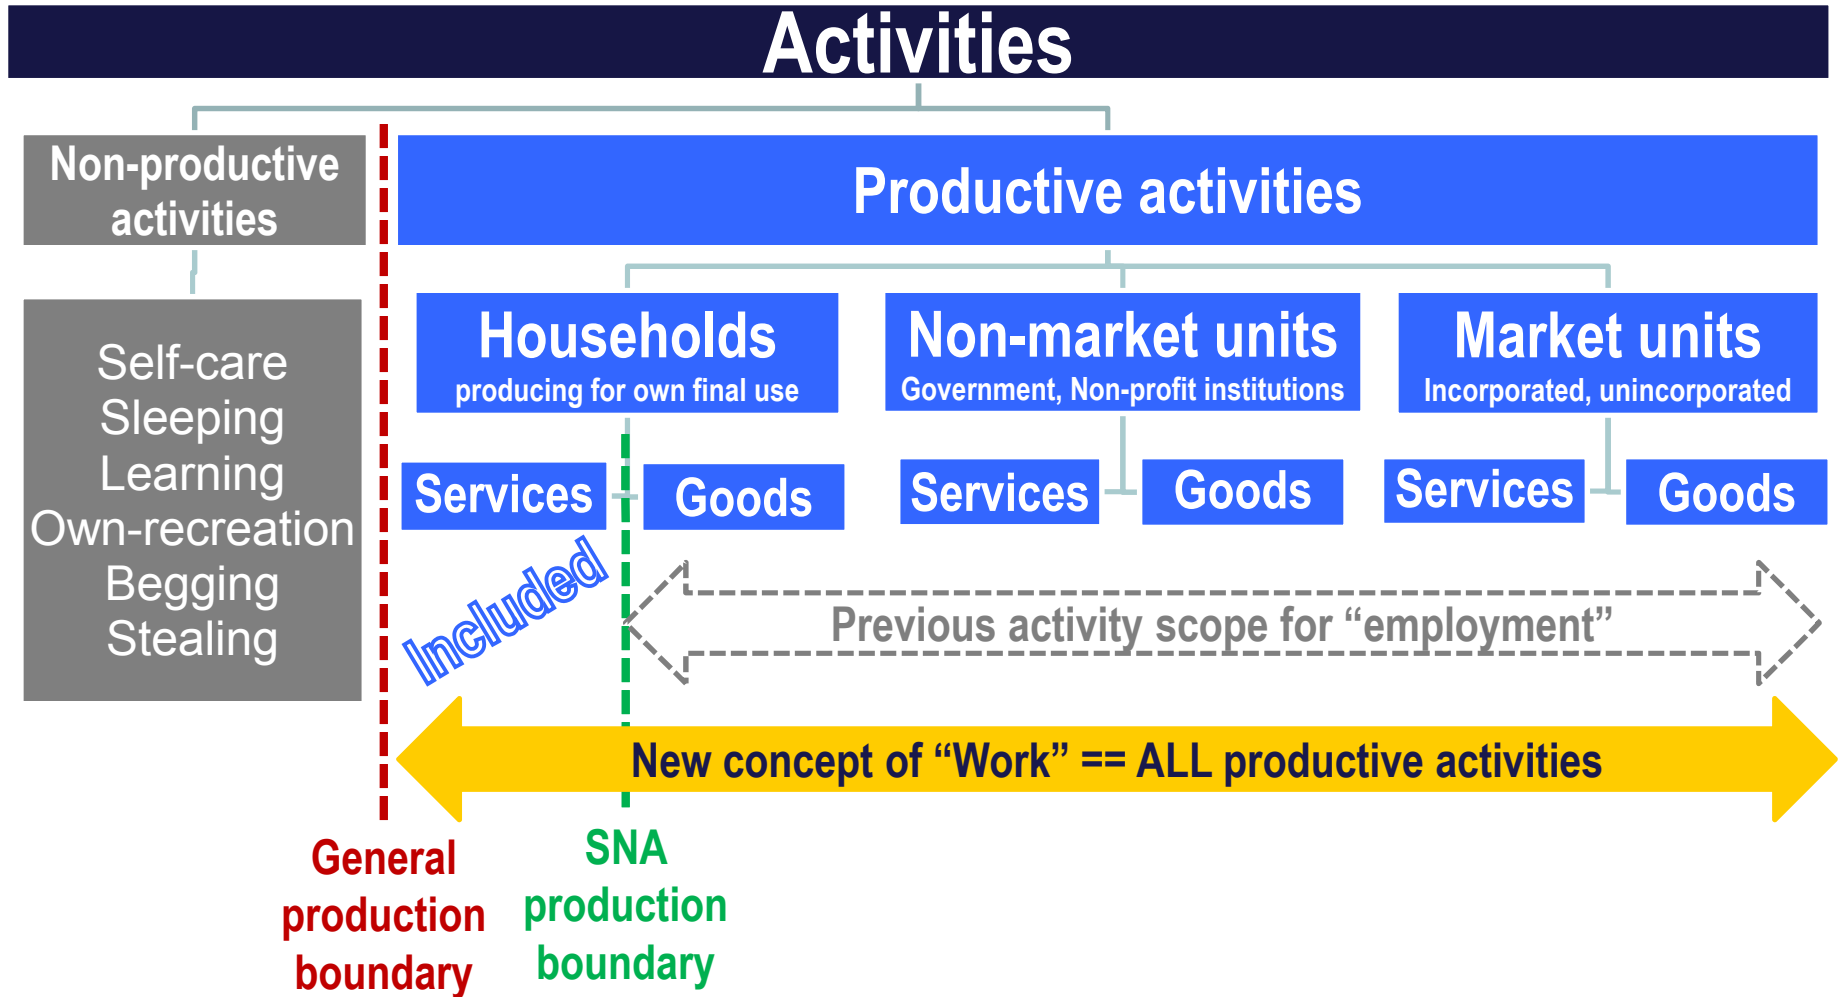 Activities
Non-productive
activities
Productive activities
Self-care
Sleeping
Learning
Own-recreation
Begging
Stealing
Households
producing for own final use
Non-market units
Government, Non-profit institutions
Market units
Incorporated, unincorporated
Services
Goods
Services
Goods
Services
Goods
Included
Previous activity scope for “employment”
New concept of “Work” == ALL productive activities
General
production
boundary
SNA
production
boundary